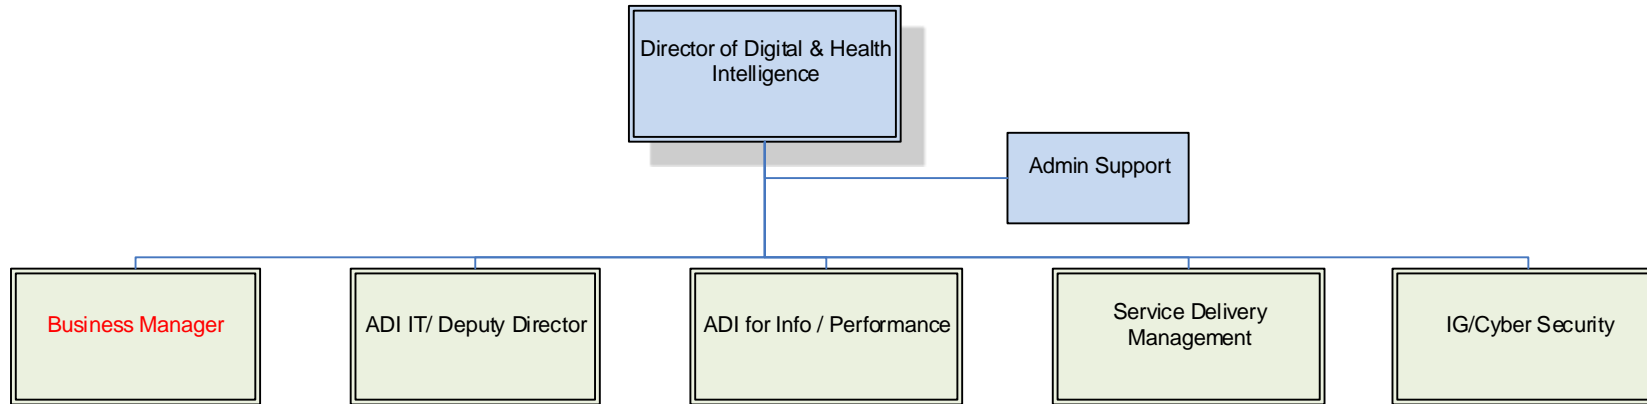 Director of Digital & Health
Intelligence
Admin Support
Business Manager
ADI IT/ Deputy Director
ADI for Info / Performance
Service Delivery
Management
IG/Cyber Security